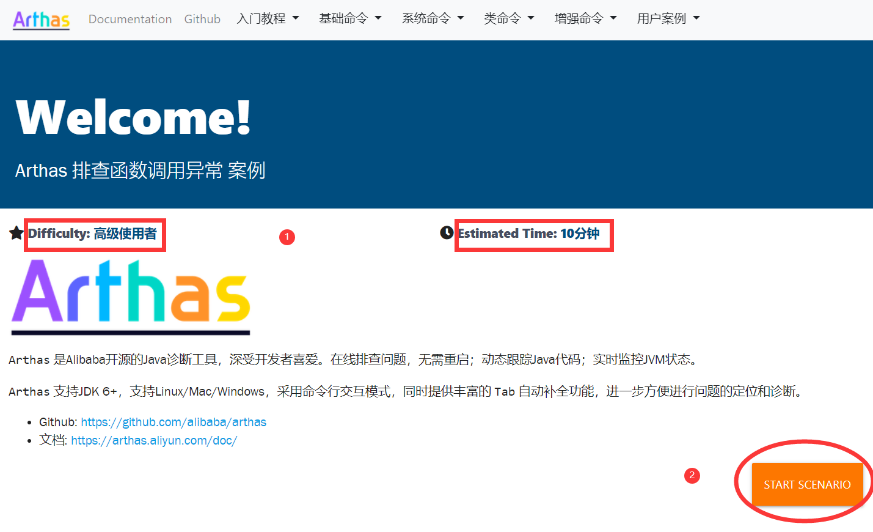 Arthas Documentation Github 入门教程 基础命令 系统命令 类命令 增强命令 用户案例
Welcome!
Arthas 排查函数调用异常 案例
Difficulty: 高级使用者 1 Estimated Time: 10分钟
Arthas
Arthas 是Alibaba开源的Java诊断工具，深受开发者喜爱。在线排查问题，无需重启；动态跟踪Java代码；实时监控JVM状态。
Arthas 支持JDK 6+，支持Linux/Mac/Windows，采用命令行交互模式，同时提供丰富的 Tab 自动补全功能，进一步方便进行问题的定位和诊断。
Github: https://github.com/alibaba/arthas
文档: https://arthas.aliyun.com/doc/
2 START SCENARIO